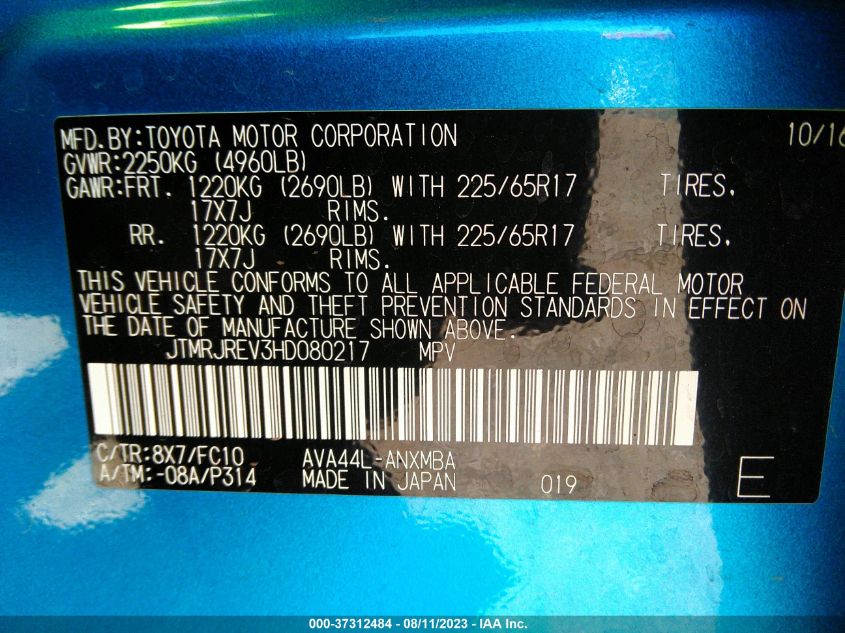 MFD.BY:TOYOTA MOTOR CORPORATION 10/16
GVWR:2250KG (4960LB)
GAWR:FRT. 1220KG (2690LB) WITH 225/65R17 TIRES,
17X7J RIMS.
RR. 1220KG (2690LB) WITH 225/65R17 TIRES,
17X7J RIMS.
THIS VEHICLE CONFORMS TO ALL APPLICABLE FEDERAL MOTOR
VEHICLE SAFETY AND THEFT PREVENTION STANDARDS IN EFFECT ON
THE DATE OF MANUFACTURE SHOWN ABOVE.
JTMRJREV3HD080217 MPV
C/TR:8X7/FC10 AVA44L-ANXMBA
A/TM:-08A/P314 MADE IN JAPAN 019 E
000-37312484 - 08/11/2023 - IAA Inc.